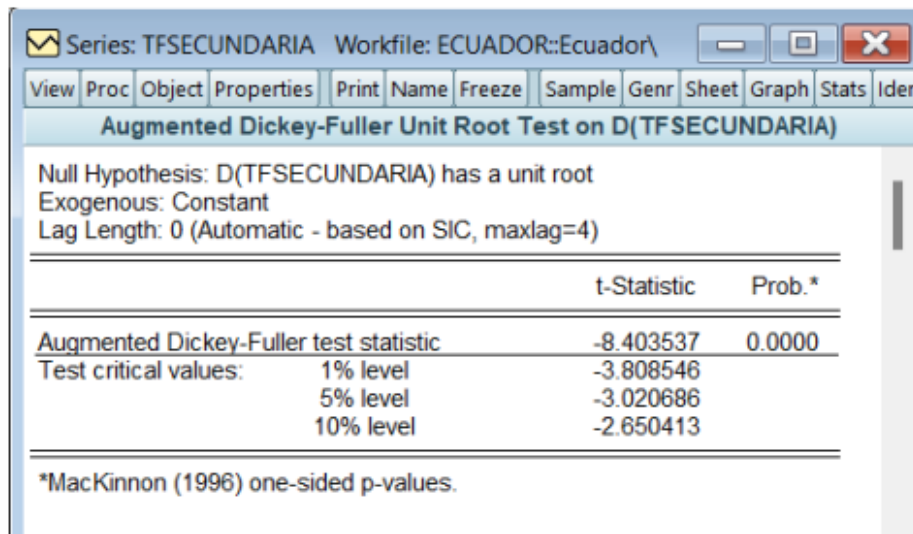 Series: TFSECUNDARIA Workfile: ECUADOR::Ecuador\
View Proc Object Properties Print Name Freeze Sample Genr Sheet Graph Stats Iden
Augmented Dickey-Fuller Unit Root Test on D(TFSECUNDARIA)
Null Hypothesis: D(TFSECUNDARIA) has a unit root
Exogenous: Constant
Lag Length: 0 (Automatic - based on SIC, maxlag=4)
t-Statistic Prob.*
Augmented Dickey-Fuller test statistic -8.403537 0.0000
Test critical values: 1% level -3.808546
5% level -3.020686
10% level -2.650413
*MacKinnon (1996) one-sided p-values.